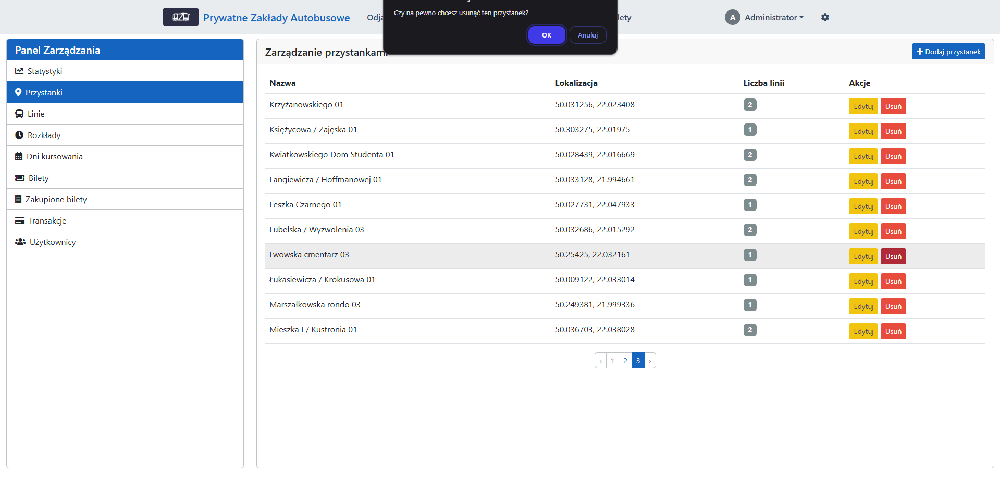 PZA Prywatne Zakłady Autobusowe
Administrator
A
Czy na pewno chcesz usunąć ten przystanek?
OK Anuluj
Panel Zarządzania
Statystyki
Przystanki
Linie
Rozkłady
Dni kursowania
Bilety
Zakupione bilety
Transakcje
Użytkownicy
Zarządzanie przystankami
Dodaj przystanek
Nazwa Lokalizacja Liczba linii Akcje
Krzyżanowskiego 01 50.031256, 22.023408 2 Edytuj Usuń
Księżycowa / Zajęska 01 50.303275, 22.01975 1 Edytuj Usuń
Kwiatkowskiego Dom Studenta 01 50.028439, 22.016669 2 Edytuj Usuń
Langiewicza / Hoffmanowej 01 50.033128, 21.994661 2 Edytuj Usuń
Leszka Czarnego 01 50.027731, 22.047933 1 Edytuj Usuń
Lubelska / Wyzwolenia 03 50.032686, 22.015292 2 Edytuj Usuń
Lwowska cmentarz 03 50.25425, 22.032161 1 Edytuj Usuń
Łukasiewicza / Krokusowa 01 50.009122, 22.033014 1 Edytuj Usuń
Marszałkowska rondo 03 50.249381, 21.999336 1 Edytuj Usuń
Mieszka I / Kustronia 01 50.036703, 22.038028 2 Edytuj Usuń
‹ 1 2 3 ›